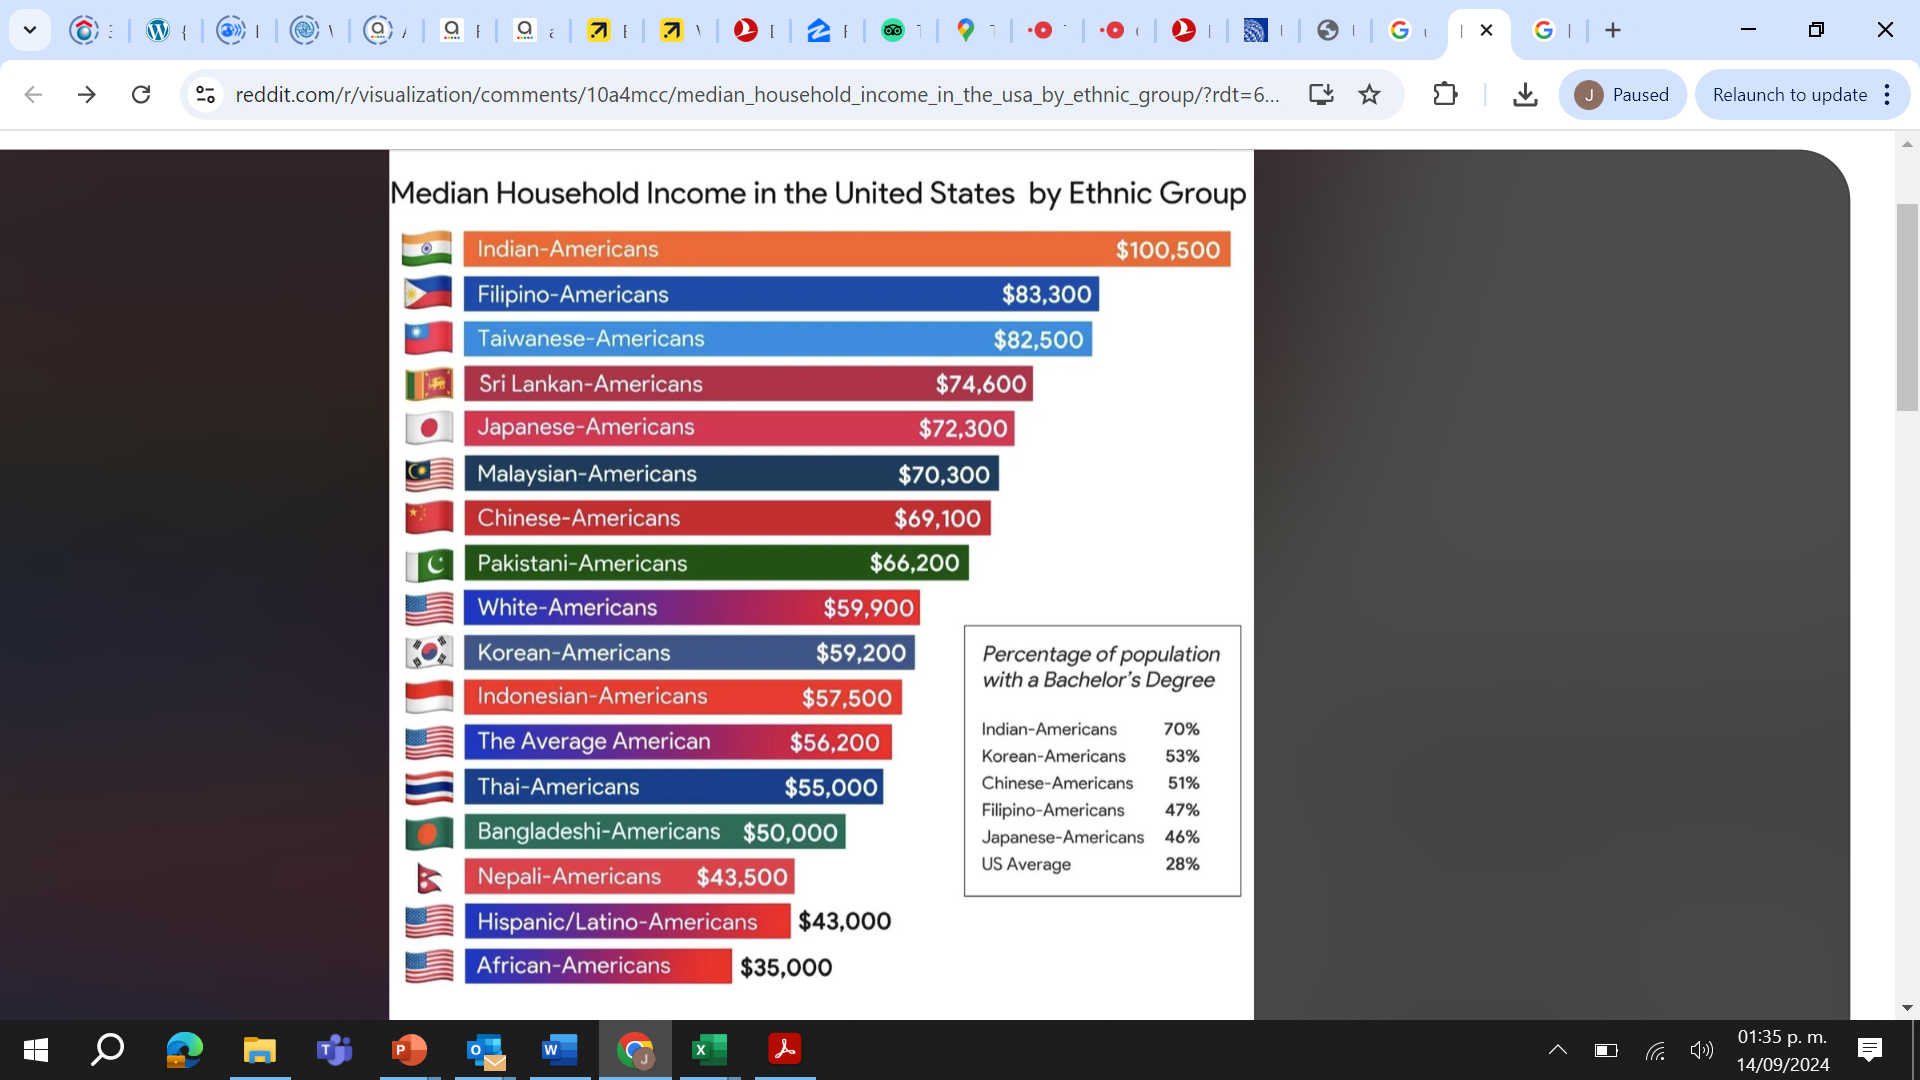 reddit.com/r/visualization/comments/10a4mcc/median_household_income_in_the_usa_by_ethnic_group/?rdt=6...
J Paused
Relaunch to update
Median Household Income in the United States by Ethnic Group
Indian-Americans $100,500
Filipino-Americans $83,300
Taiwanese-Americans $82,500
Sri Lankan-Americans $74,600
Japanese-Americans $72,300
Malaysian-Americans $70,300
Chinese-Americans $69,100
Pakistani-Americans $66,200
White-Americans $59,900
Korean-Americans $59,200
Indonesian-Americans $57,500
The Average American $56,200
Thai-Americans $55,000
Bangladeshi-Americans $50,000
Nepali-Americans $43,500
Hispanic/Latino-Americans $43,000
African-Americans $35,000
Percentage of population
with a Bachelor's Degree
Indian-Americans 70%
Korean-Americans 53%
Chinese-Americans 51%
Filipino-Americans 47%
Japanese-Americans 46%
US Average 28%
01:35 p. m.
14/09/2024